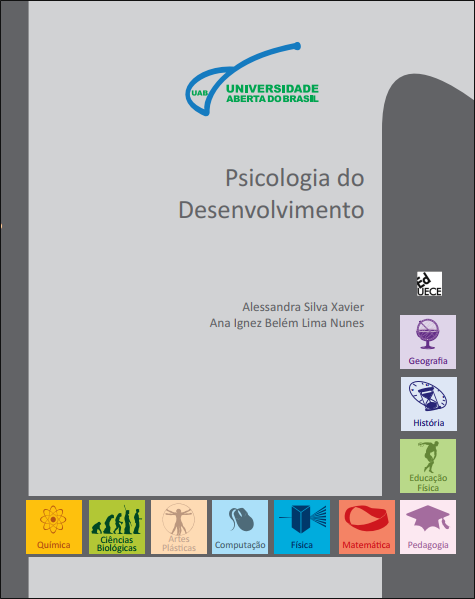 UAB
UNIVERSIDADE
ABERTA DO BRASIL
Psicologia do
Desenvolvimento
Alessandra Silva Xavier
Ana Ignez Belém Lima Nunes
Ed
UECE
Geografia
História
Educação
Física
Química
Ciências
Biológicas
Artes
Plásticas
Computação
Física
Matemática
Pedagogia